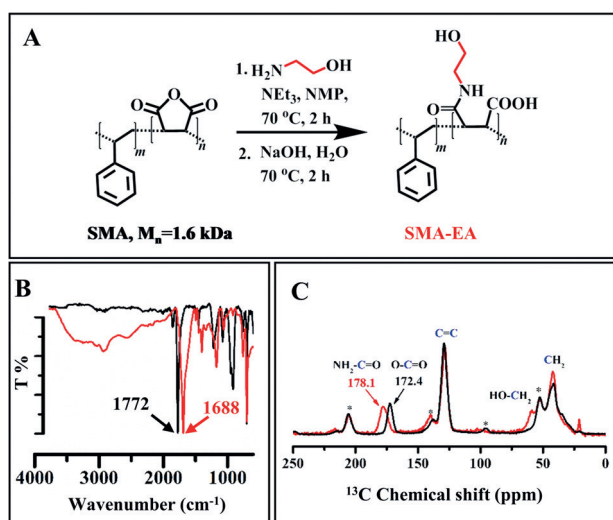 A
HO
1. H₂N OH
NEt₃, NMP,
70 °C, 2 h
2. NaOH, H₂O
70 °C, 2 h
O O O
O NH COOH
m n
m n
SMA, Mₙ=1.6 kDa
SMA-EA
B
T %
1772
1688
4000 3000 2000 1000
Wavenumber (cm⁻¹)
C
C=C
NH₂-C=O O-C=O
178.1 172.4
CH₂
HO-CH₂
* * * *
250 200 150 100 50 0
¹³C Chemical shift (ppm)